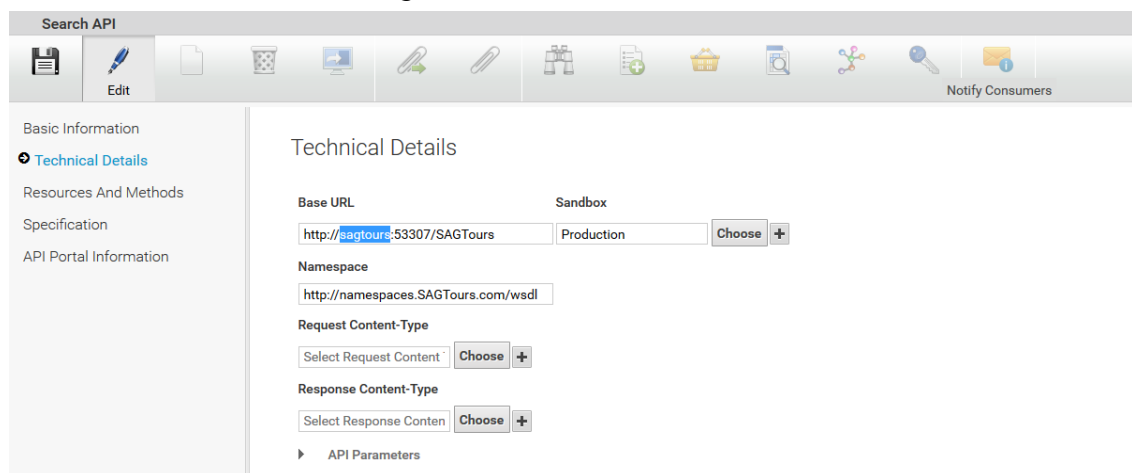 Search API
Edit
Notify Consumers
Basic Information
Technical Details
Resources And Methods
Specification
API Portal Information
Technical Details
Base URL Sandbox
http://sagtours:53307/SAGTours Production Choose
Namespace
http://namespaces.SAGTours.com/wsdl
Request Content-Type
Select Request Content Choose
Response Content-Type
Select Response Conten Choose
API Parameters